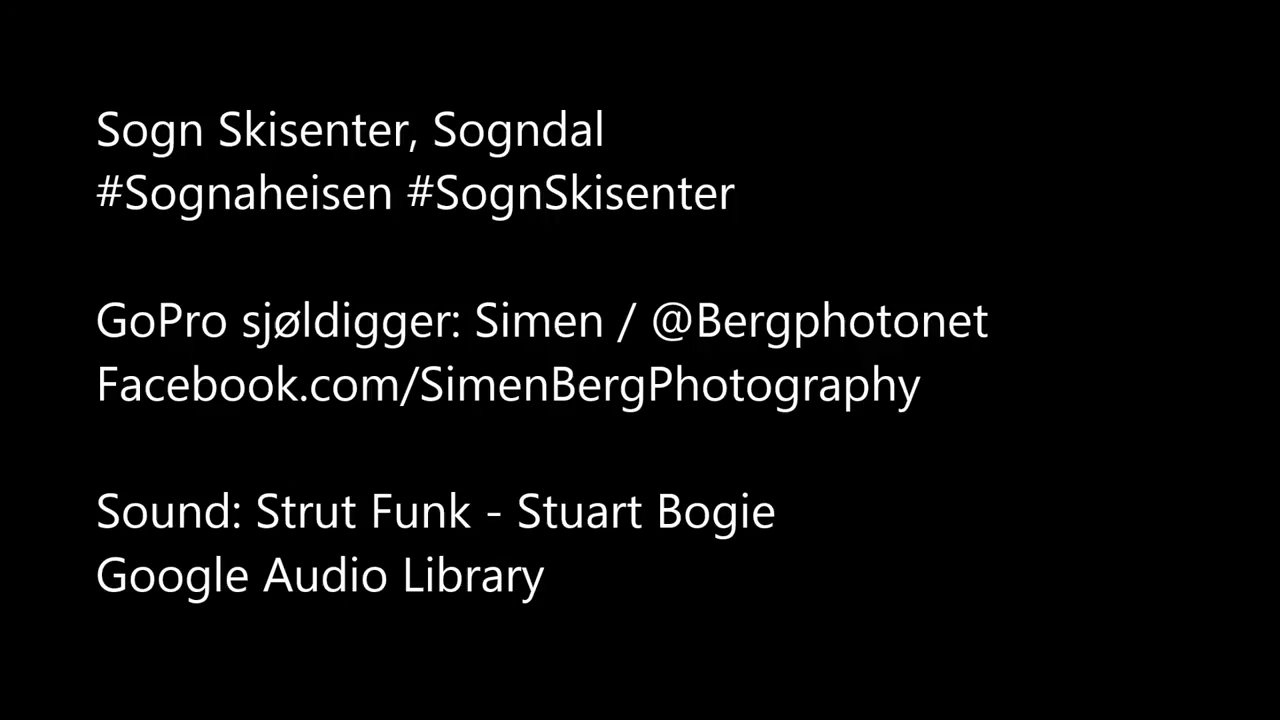 Sogn Skisenter, Sogndal
#Sognaheisen #SognSkisenter
GoPro sjøldigger: Simen / @Bergphotonet
Facebook.com/SimenBergPhotography
Sound: Strut Funk - Stuart Bogie
Google Audio Library